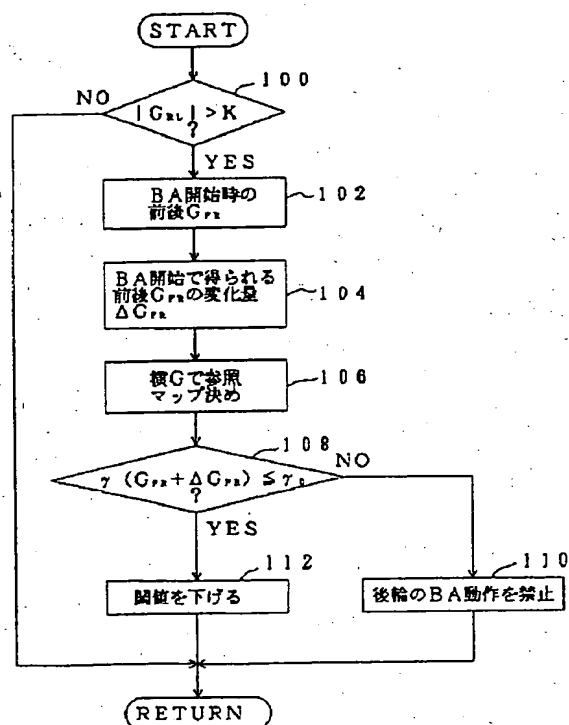 START
100
NO
|G_RL|>K
?
YES
BA開始時の
前後G_FR
102
BA開始で得られる
前後G_FRの変化量
ΔG_FR
104
横Gで参照
マップ決め
106
108
NO
γ (G_FR+ΔG_FR)≦γ_0
?
YES
112
閾値を下げる
110
後輪のBA動作を禁止
RETURN